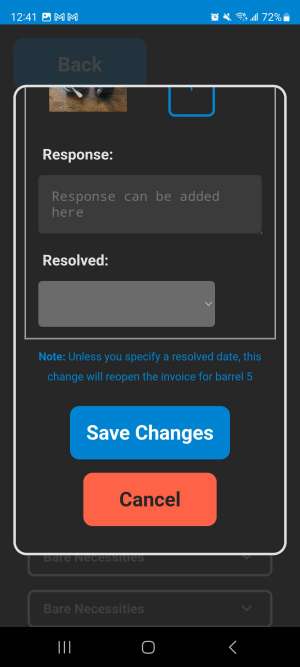 12:41
72%
Back
+
Response:
Response can be added
here
Resolved:
Note: Unless you specify a resolved date, this
change will reopen the invoice for barrel 5
Save Changes
Cancel
Bare Necessities
Bare Necessities